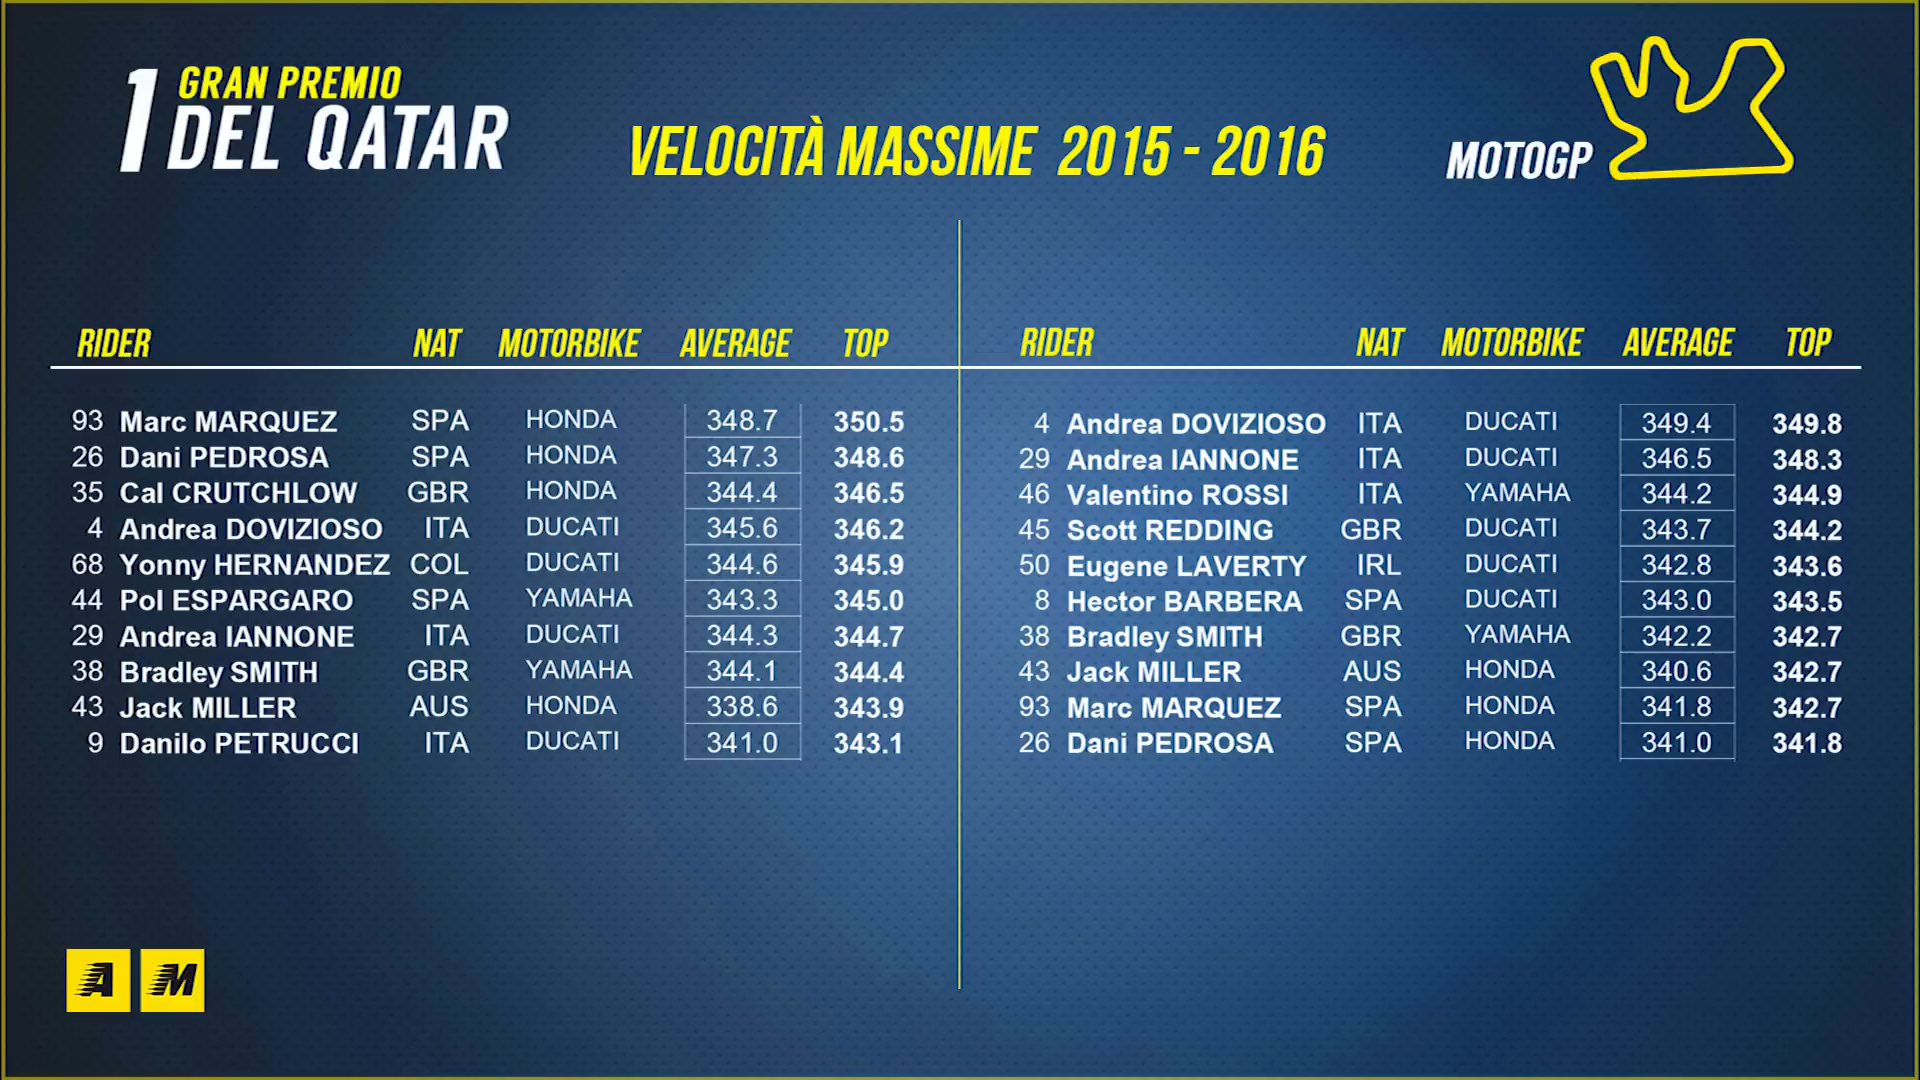 1 GRAN PREMIO
DEL QATAR
VELOCITÀ MASSIME 2015 - 2016
MOTOGP
RIDER NAT MOTORBIKE AVERAGE TOP
93 Marc MARQUEZ SPA HONDA 348.7 350.5
26 Dani PEDROSA SPA HONDA 347.3 348.6
35 Cal CRUTCHLOW GBR HONDA 344.4 346.5
4 Andrea DOVIZIOSO ITA DUCATI 345.6 346.2
68 Yonny HERNANDEZ COL DUCATI 344.6 345.9
44 Pol ESPARGARO SPA YAMAHA 343.3 345.0
29 Andrea IANNONE ITA DUCATI 344.3 344.7
38 Bradley SMITH GBR YAMAHA 344.1 344.4
43 Jack MILLER AUS HONDA 338.6 343.9
9 Danilo PETRUCCI ITA DUCATI 341.0 343.1
RIDER NAT MOTORBIKE AVERAGE TOP
4 Andrea DOVIZIOSO ITA DUCATI 349.4 349.8
29 Andrea IANNONE ITA DUCATI 346.5 348.3
46 Valentino ROSSI ITA YAMAHA 344.2 344.9
45 Scott REDDING GBR DUCATI 343.7 344.2
50 Eugene LAVERTY IRL DUCATI 342.8 343.6
8 Hector BARBERA SPA DUCATI 343.0 343.5
38 Bradley SMITH GBR YAMAHA 342.2 342.7
43 Jack MILLER AUS HONDA 340.6 342.7
93 Marc MARQUEZ SPA HONDA 341.8 342.7
26 Dani PEDROSA SPA HONDA 341.0 341.8
A M